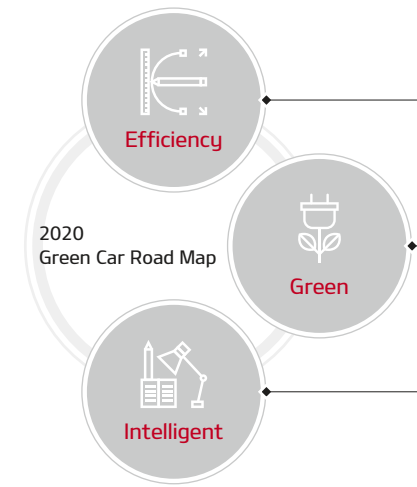 Efficiency
2020
Green Car Road Map
Green
Intelligent